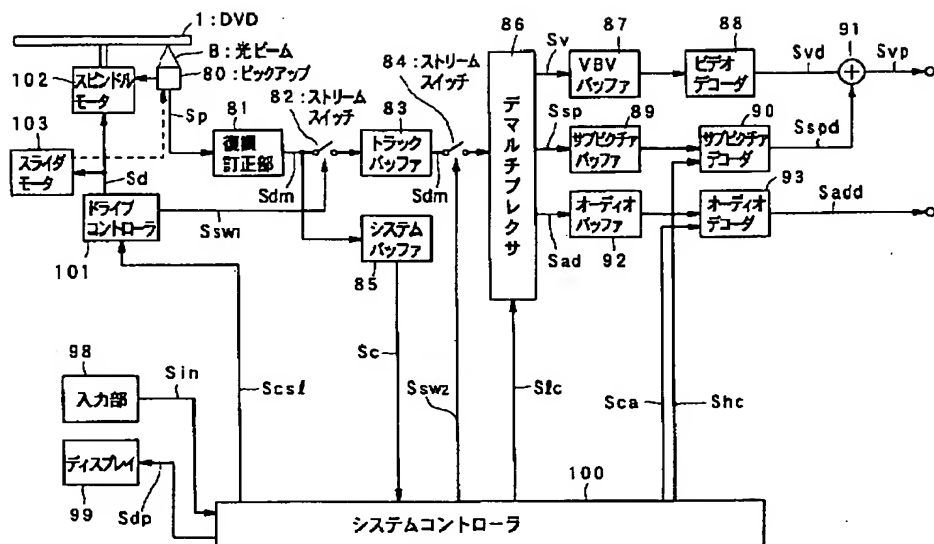 1:DVD
B:光ビーム
80:ピックアップ
102
スピンドル
モータ
103
スライダ
モータ
Sp
Sd
81
復調
訂正部
Sdm
82:ストリーム
スイッチ
83
トラック
バッファ
84:ストリーム
スイッチ
Sdm
86
デマルチプレクサ
Sv
87
VBV
バッファ
88
ビデオ
デコーダ
Svd
91
+
Svp
Ssp
89
サブピクチャ
バッファ
90
サブピクチャ
デコーダ
Sspd
Sad
オーディオ
バッファ
92
93
オーディオ
デコーダ
Sadd
ドライブ
コントローラ
101
Ssw1
システム
バッファ
85
98
入力部
Sin
ディスプレイ
99
Sdp
Scsl
Sc
Ssw2
Slc
Sca
Shc
100
システムコントローラ